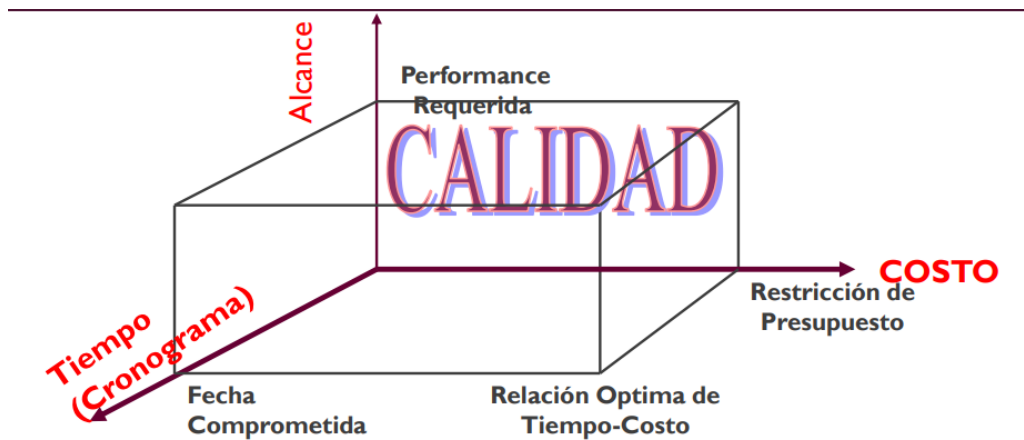 Alcance
Performance
Requerida
CALIDAD
COSTO
Restricción de
Presupuesto
Tiempo
(Cronograma)
Fecha
Comprometida
Relación Optima de
Tiempo-Costo